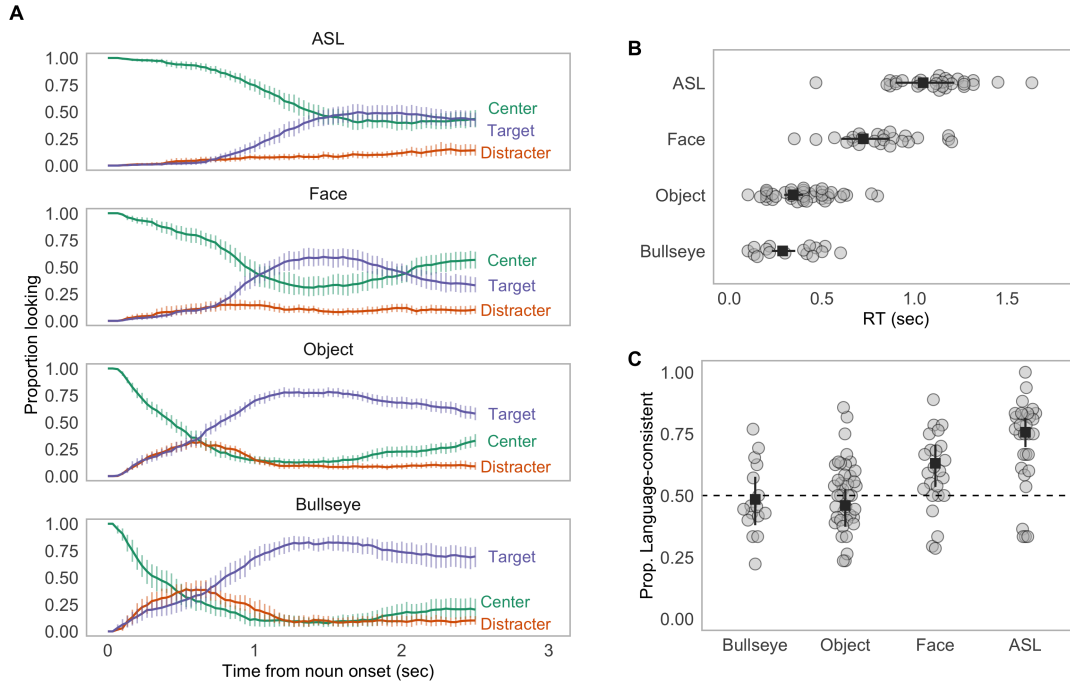 A
ASL
1.00
0.75
0.50
0.25
0.00
Center
Target
Distracter
Face
1.00
0.75
0.50
0.25
0.00
Center
Target
Distracter
Object
1.00
0.75
0.50
0.25
0.00
Target
Center
Distracter
Bullseye
1.00
0.75
0.50
0.25
0.00
Target
Center
Distracter
0 1 2 3
Time from noun onset (sec)
Proportion looking
B
ASL
Face
Object
Bullseye
0.0 0.5 1.0 1.5
RT (sec)
C
1.00
0.75
0.50
0.25
0.00
Prop. Language-consistent
Bullseye Object Face ASL